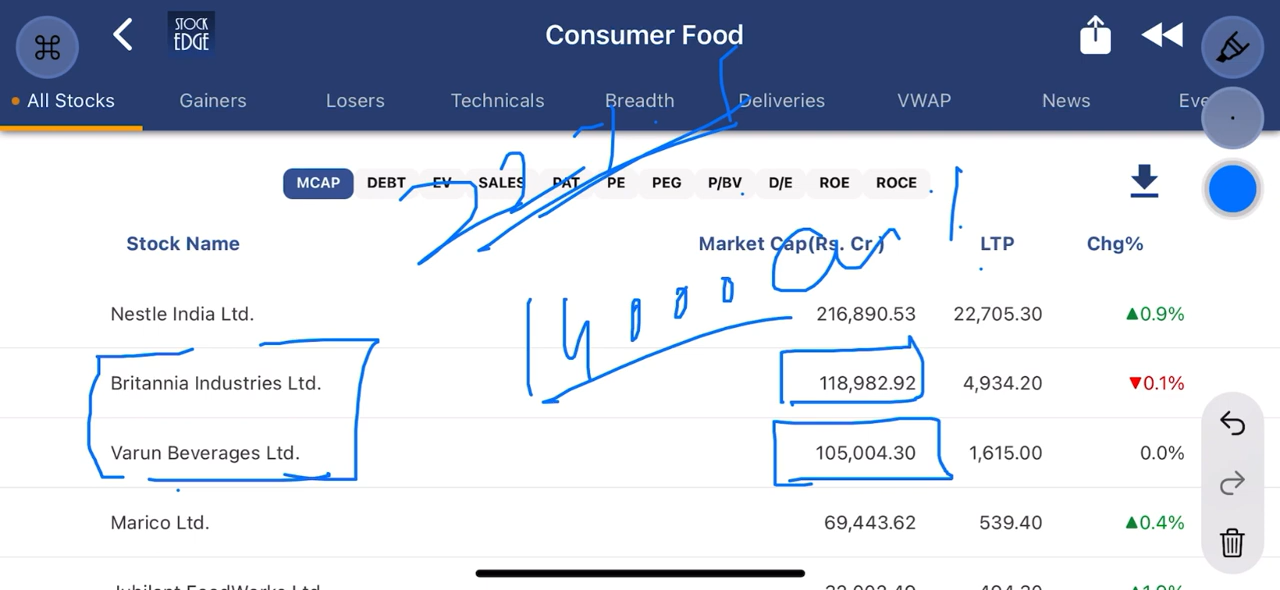 STOCK EDGE
Consumer Food
All Stocks Gainers Losers Technicals Breadth Deliveries VWAP News Eve
MCAP DEBT EV SALES PAT PE PEG P/BV D/E ROE ROCE
Stock Name Market Cap(Rs. Cr.) LTP Chg%
14000 Cr
Nestle India Ltd. 216,890.53 22,705.30 ▲0.9%
Britannia Industries Ltd. 118,982.92 4,934.20 ▼0.1%
Varun Beverages Ltd. 105,004.30 1,615.00 0.0%
Marico Ltd. 69,443.62 539.40 ▲0.4%